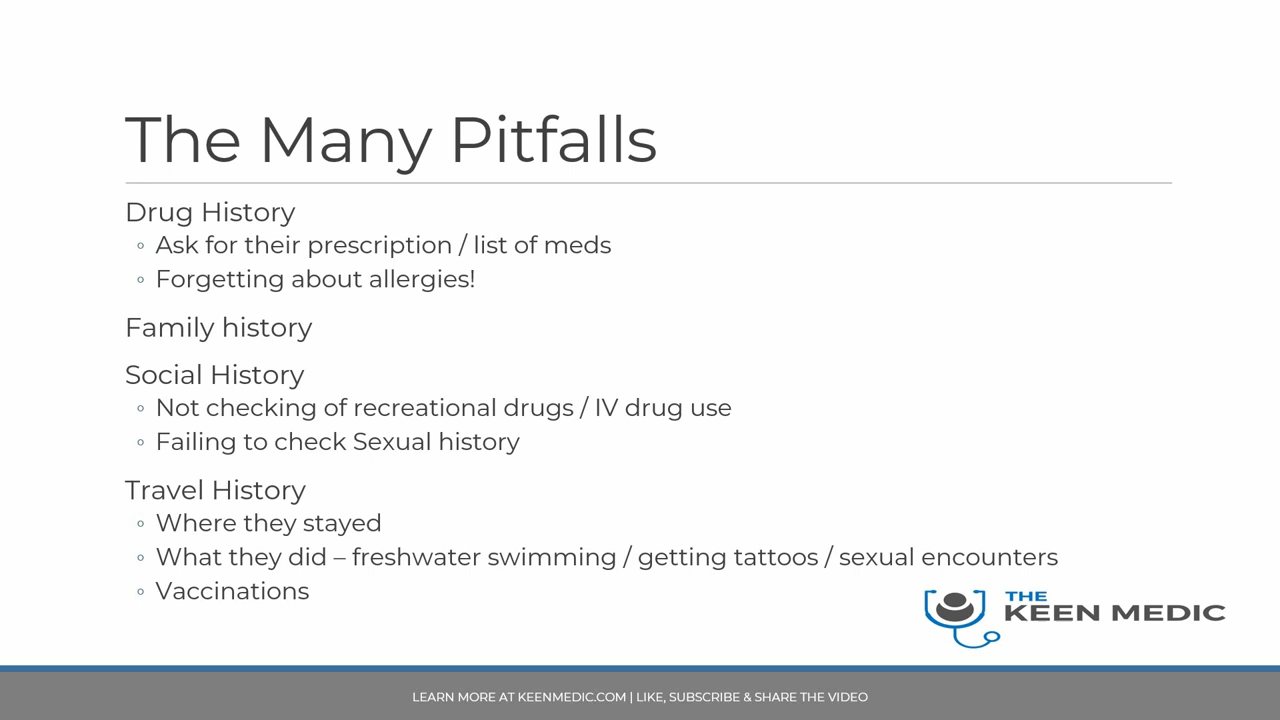 The Many Pitfalls
Drug History
◦ Ask for their prescription / list of meds
◦ Forgetting about allergies!
Family history
Social History
◦ Not checking of recreational drugs / IV drug use
◦ Failing to check Sexual history
Travel History
◦ Where they stayed
◦ What they did – freshwater swimming / getting tattoos / sexual encounters
◦ Vaccinations
THE
KEEN MEDIC
LEARN MORE AT KEENMEDIC.COM | LIKE, SUBSCRIBE & SHARE THE VIDEO